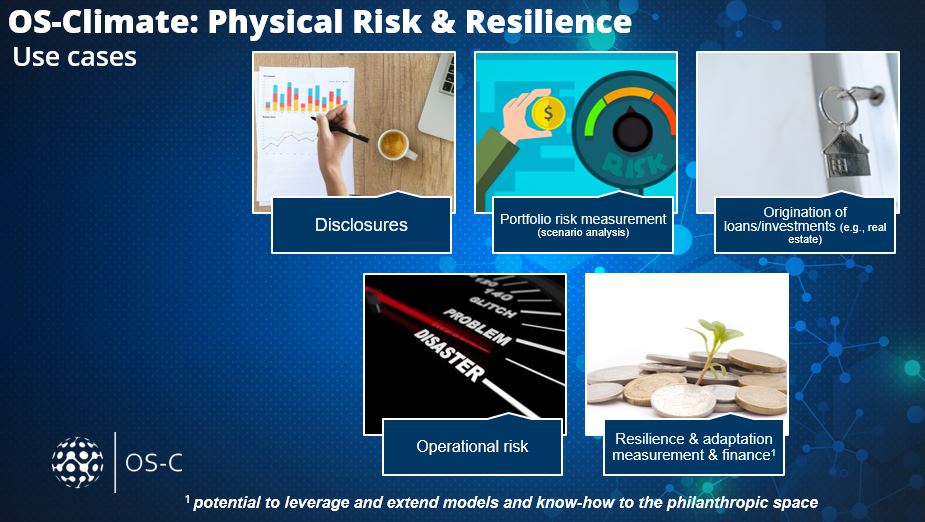 OS-Climate: Physical Risk & Resilience
Use cases
RISK
Disclosures
Portfolio risk measurement
(scenario analysis)
Origination of
loans/investments (e.g., real
estate)
120
140
GLITCH
PROBLEM
DISASTER
Operational risk
Resilience & adaptation
measurement & finance¹
OS-C
¹ potential to leverage and extend models and know-how to the philanthropic space